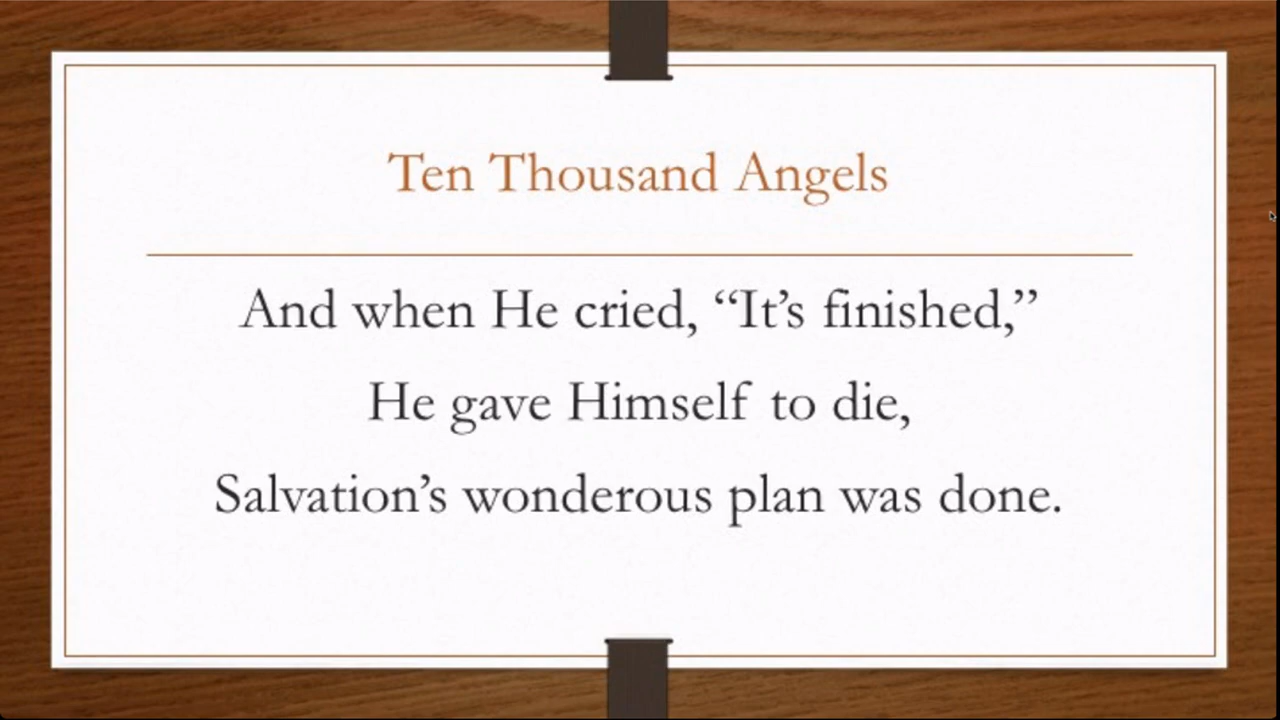 Ten Thousand Angels
And when He cried, “It’s finished,”
He gave Himself to die,
Salvation’s wonderous plan was done.